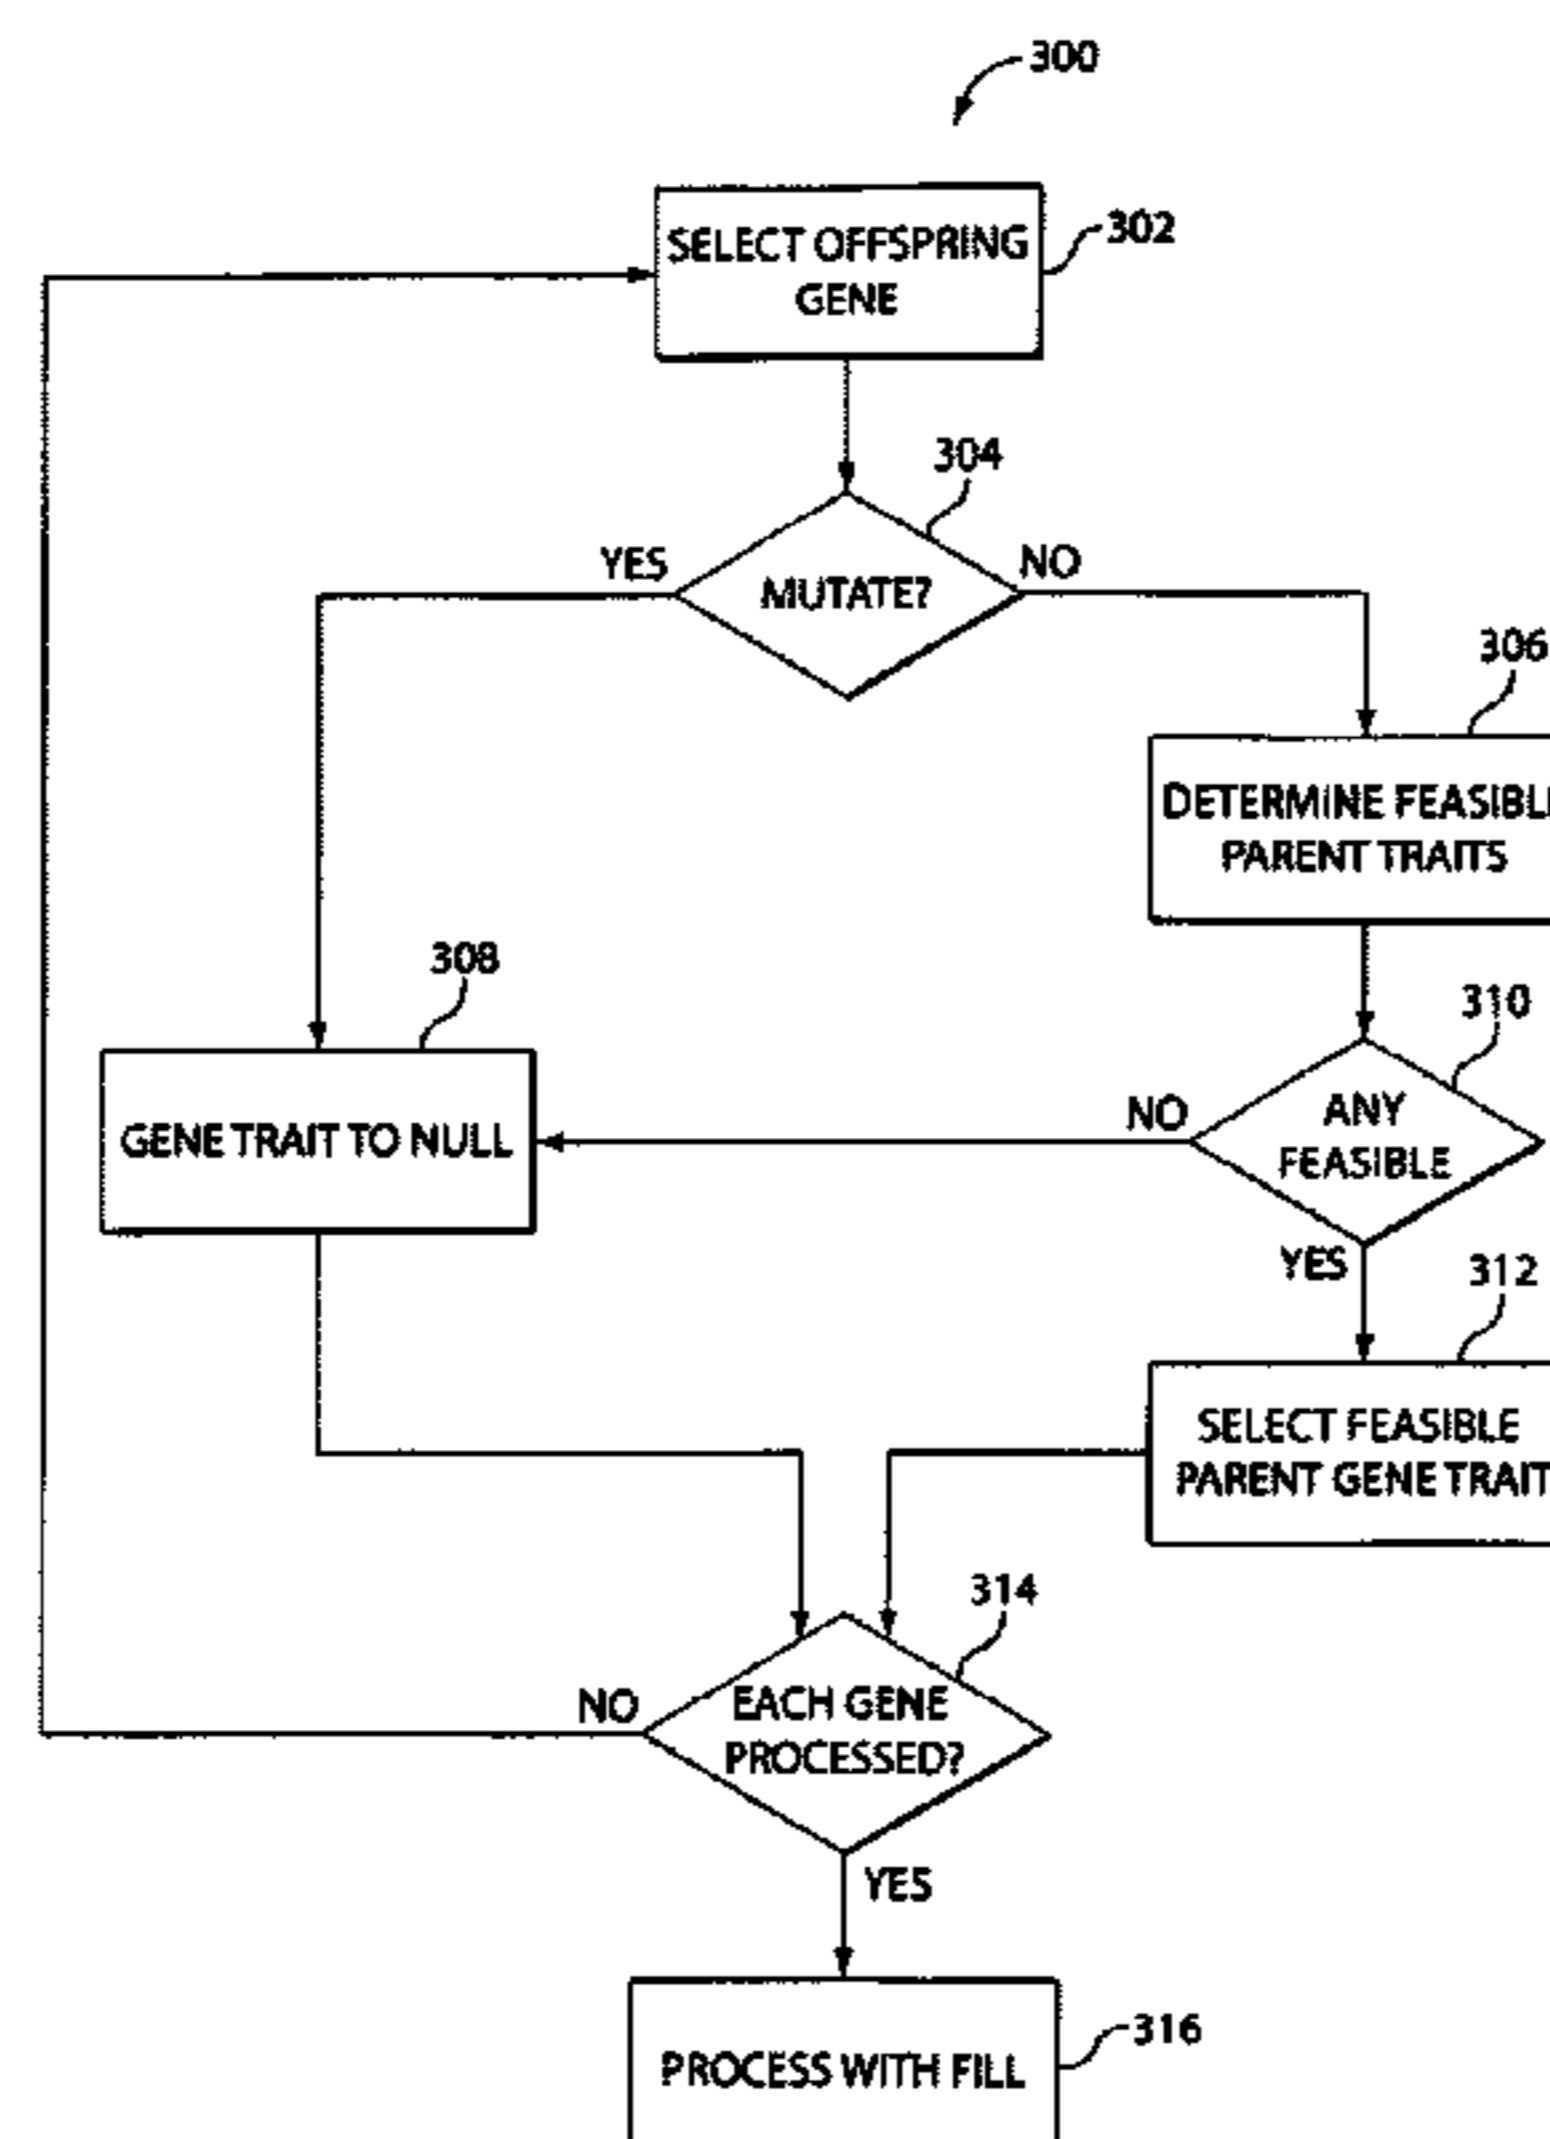 300
SELECT OFFSPRING
GENE
302
304
YES
MUTATE?
NO
306
DETERMINE FEASIBLE
PARENT TRAITS
308
310
GENE TRAIT TO NULL
NO
ANY
FEASIBLE
YES
312
SELECT FEASIBLE
PARENT GENE TRAIT
314
NO
EACH GENE
PROCESSED?
YES
316
PROCESS WITH FILL